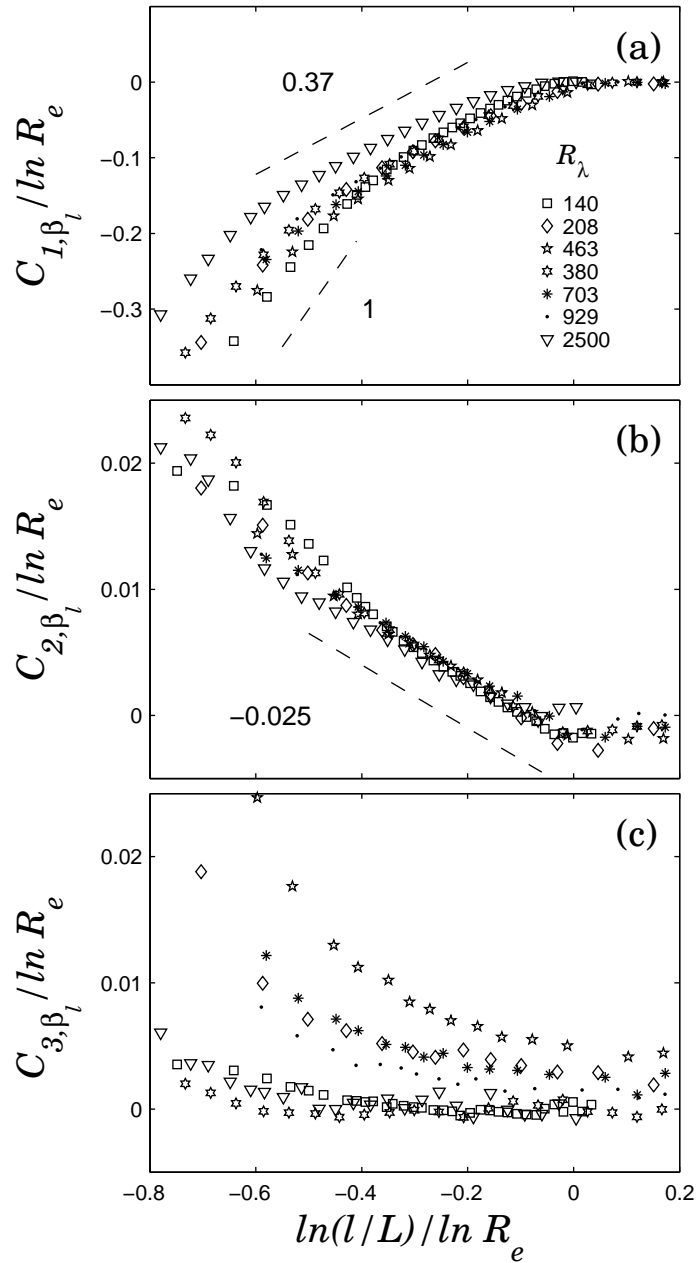 (a)
0
−0.1
−0.2
−0.3
C1,βl /ln Re
0.37
1
Rλ
140
208
463
380
703
929
2500
(b)
0.02
0.01
0
C2,βl /ln Re
−0.025
(c)
0.02
0.01
0
C3,βl /ln Re
−0.8 −0.6 −0.4 −0.2 0 0.2
ln(l/L)/ln Re